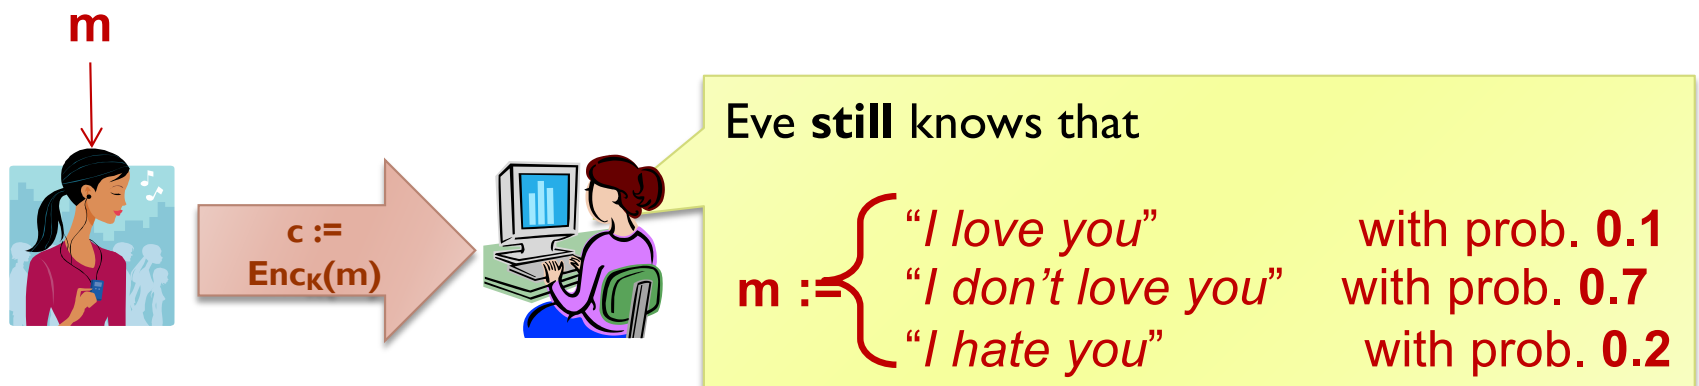 m
c :=
Enc_K(m)
Eve still knows that
“I love you” with prob. 0.1
m := “I don’t love you” with prob. 0.7
“I hate you” with prob. 0.2